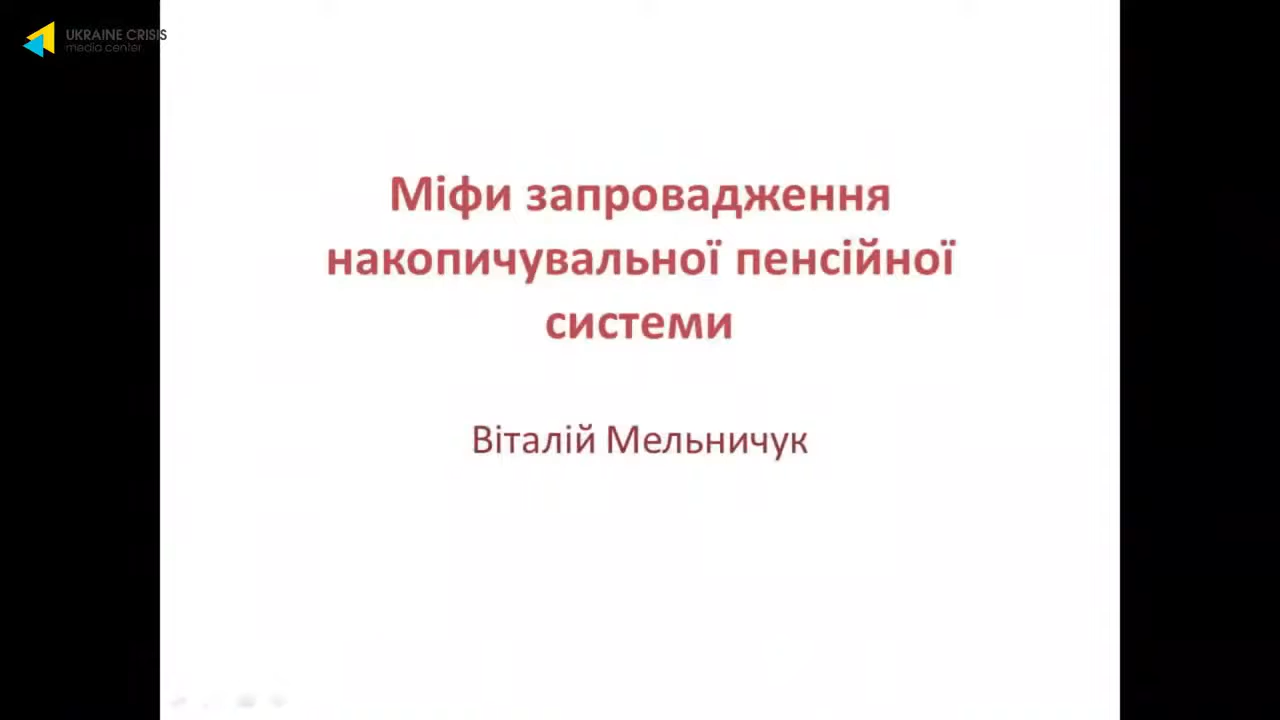 UKRAINE CRISIS
media center
Міфи запровадження
накопичувальної пенсійної
системи
Віталій Мельничук